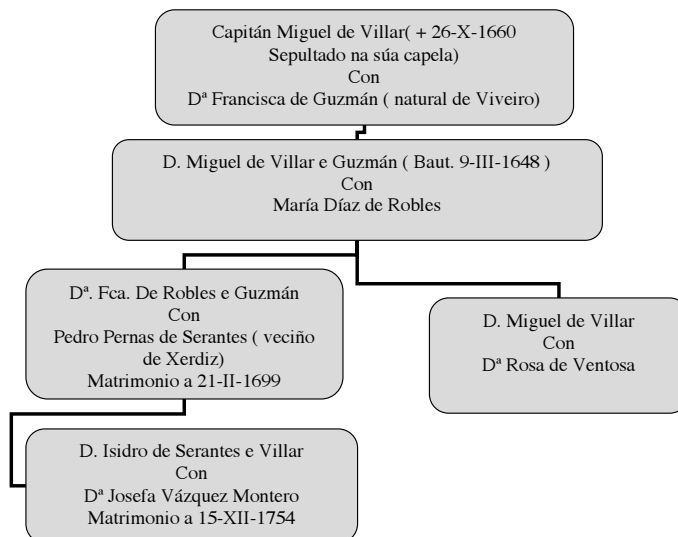 Capitán Miguel de Villar( + 26-X-1660
Sepultado na súa capela)
Con
Dª Francisca de Guzmán ( natural de Viveiro)
D. Miguel de Villar e Guzmán ( Baut. 9-III-1648 )
Con
María Díaz de Robles
Dª. Fca. De Robles e Guzmán
Con
Pedro Pernas de Serantes ( veciño
de Xerdiz)
Matrimonio a 21-II-1699
D. Miguel de Villar
Con
Dª Rosa de Ventosa
D. Isidro de Serantes e Villar
Con
Dª Josefa Vázquez Montero
Matrimonio a 15-XII-1754